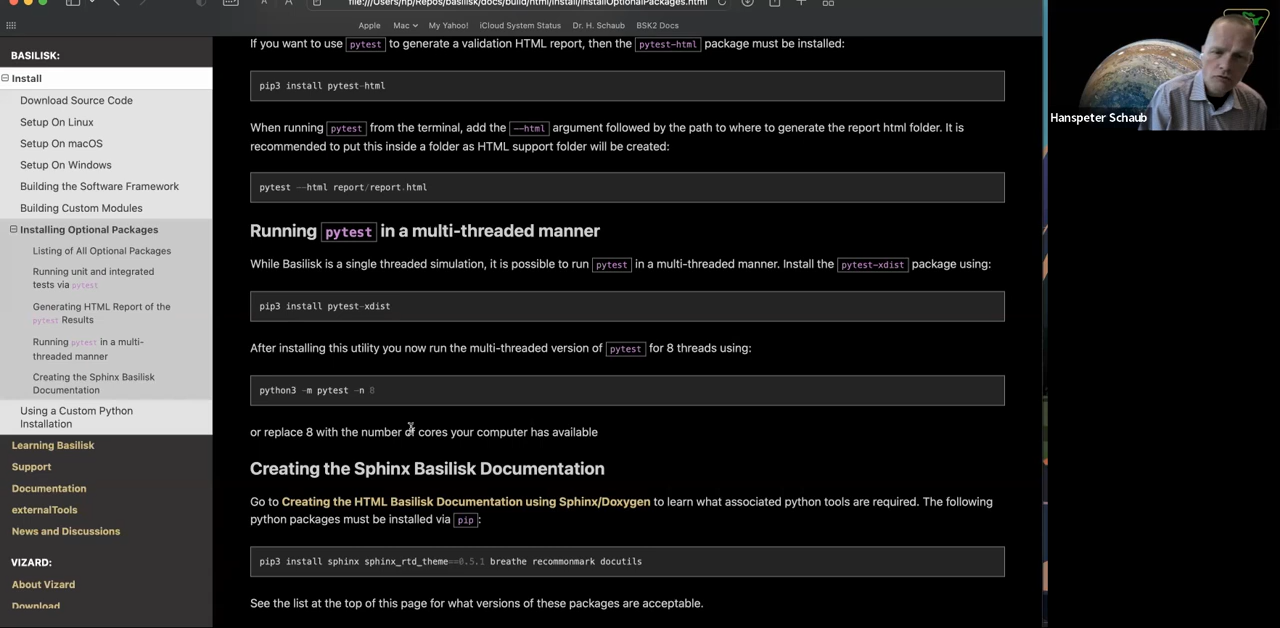 file:///Users/hp/Repos/basilisk/docs/build/html/Install/installOptionalPackages.html
Apple Mac My Yahoo! iCloud System Status Dr. H. Schaub BSK2 Docs
BASILISK:
Install
Download Source Code
Setup On Linux
Setup On macOS
Setup On Windows
Building the Software Framework
Building Custom Modules
Installing Optional Packages
Listing of All Optional Packages
Running unit and integrated
tests via pytest
Generating HTML Report of the
pytest Results
Running pytest in a multi-
threaded manner
Creating the Sphinx Basilisk
Documentation
Using a Custom Python
Installation
Learning Basilisk
Support
Documentation
externalTools
News and Discussions
VIZARD:
About Vizard
Download
If you want to use pytest to generate a validation HTML report, then the pytest-html package must be installed:
pip3 install pytest-html
When running pytest from the terminal, add the --html argument followed by the path to where to generate the report html folder. It is
recommended to put this inside a folder as HTML support folder will be created:
pytest --html report/report.html
Running pytest in a multi-threaded manner
While Basilisk is a single threaded simulation, it is possible to run pytest in a multi-threaded manner. Install the pytest-xdist package using:
pip3 install pytest-xdist
After installing this utility you now run the multi-threaded version of pytest for 8 threads using:
python3 -m pytest -n 8
or replace 8 with the number of cores your computer has available
Creating the Sphinx Basilisk Documentation
Go to Creating the HTML Basilisk Documentation using Sphinx/Doxygen to learn what associated python tools are required. The following
python packages must be installed via pip:
pip3 install sphinx sphinx_rtd_theme==0.5.1 breathe recommonmark docutils
See the list at the top of this page for what versions of these packages are acceptable.
Hanspeter Schaub